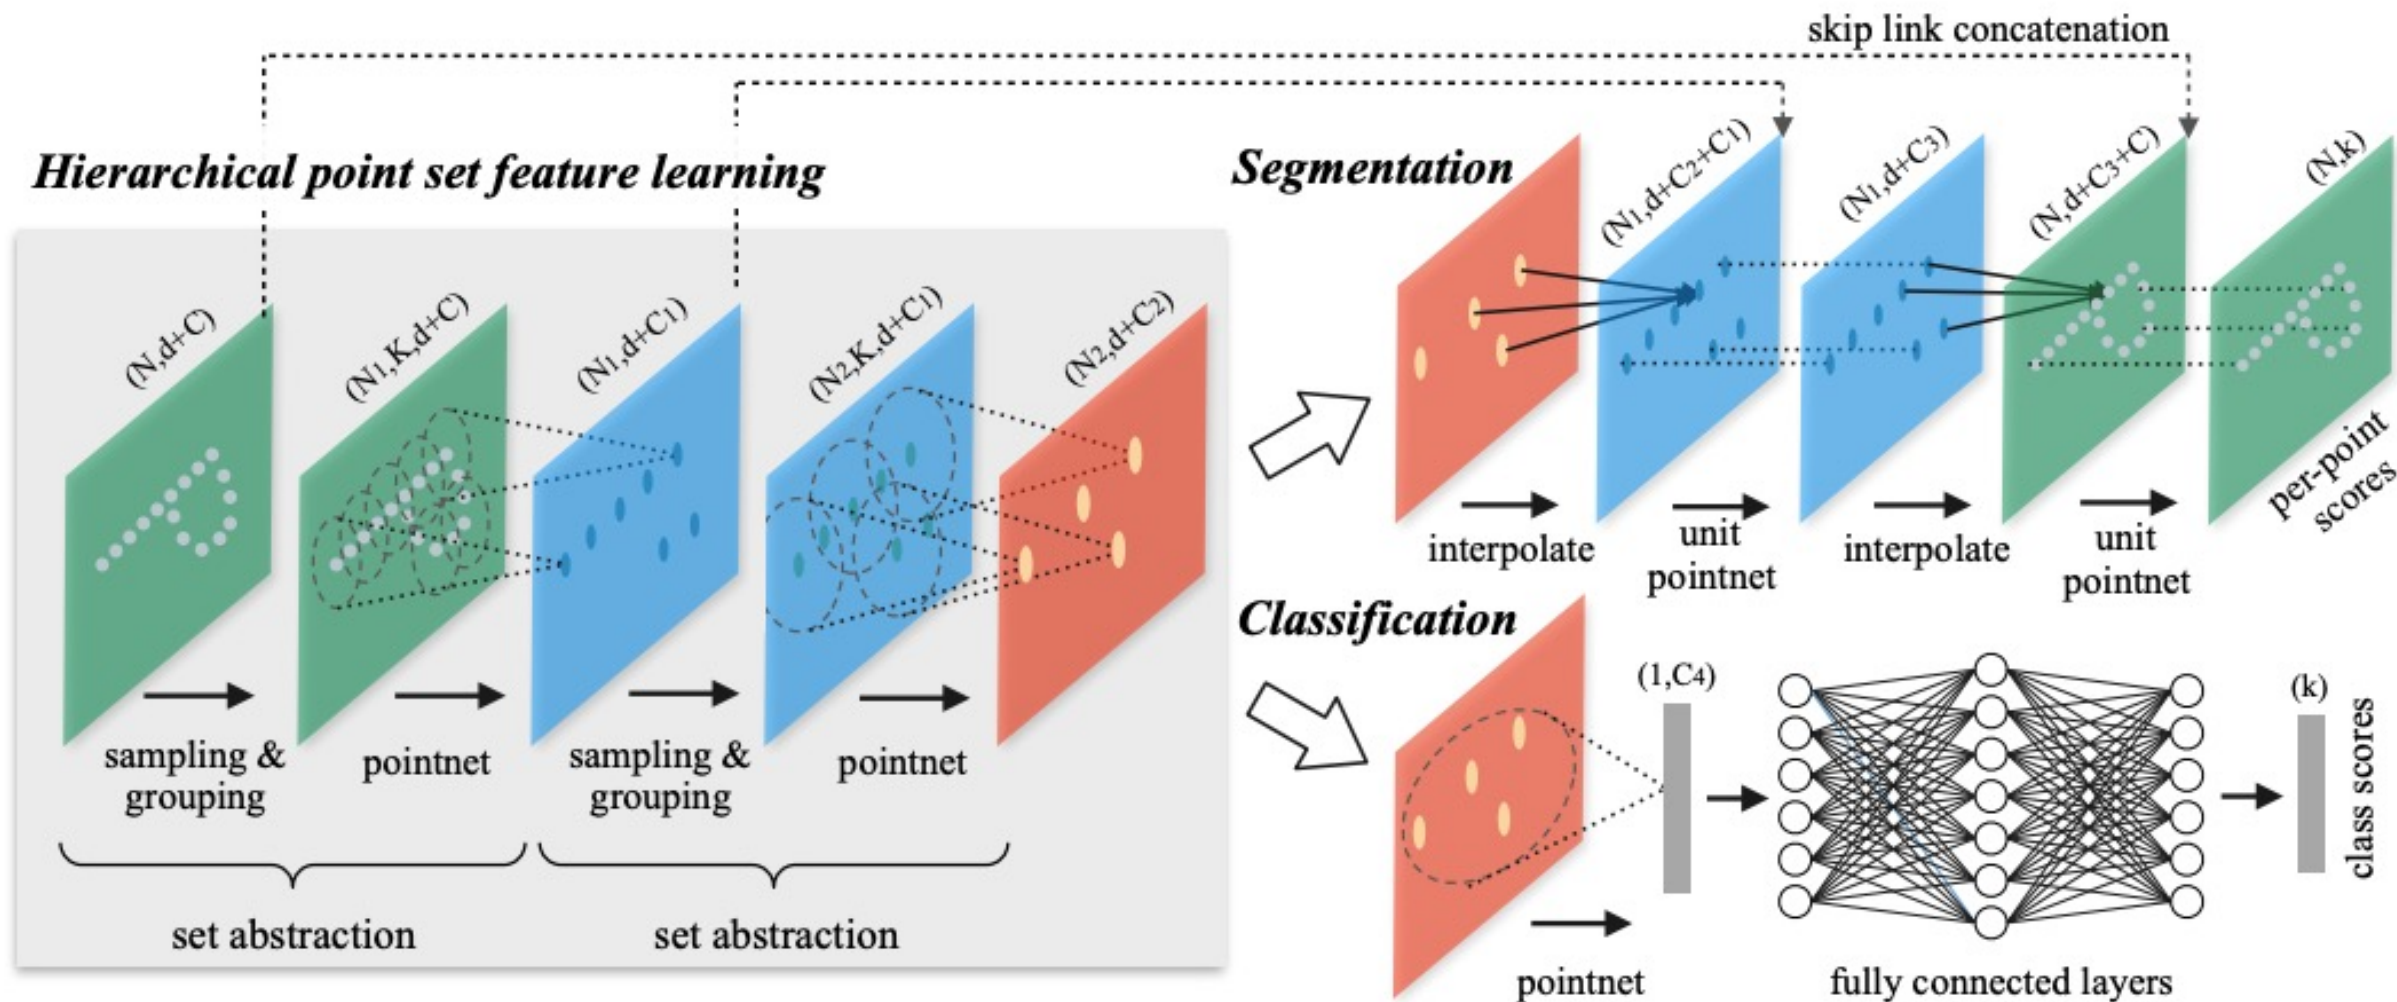 skip link concatenation
Hierarchical point set feature learning
(N,d+C)
(N1,K,d+C)
(N1,d+C1)
(N2,K,d+C1)
(N2,d+C2)
sampling &
grouping
pointnet
sampling &
grouping
pointnet
set abstraction
set abstraction
Segmentation
(N1,d+C2+C1)
(N1,d+C3)
(N,d+C3+C)
(N,k)
interpolate
unit
pointnet
interpolate
unit
pointnet
per-point
scores
Classification
(1,C4)
(k)
class scores
pointnet
fully connected layers